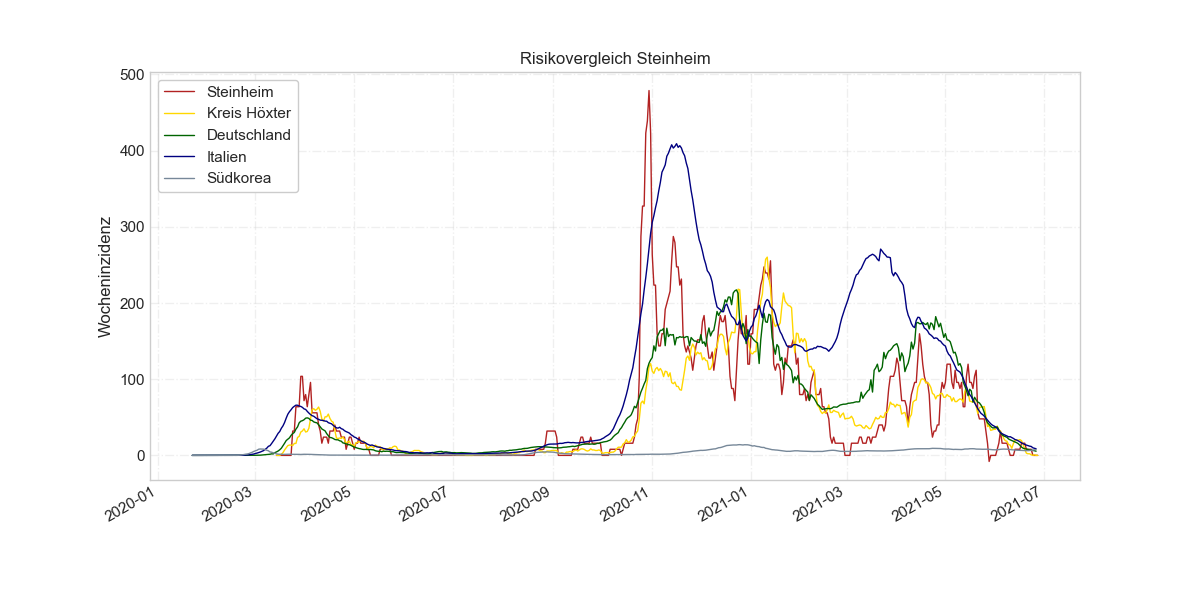 Risikovergleich Steinheim
500
400
300
200
100
0
Wocheninzidenz
Steinheim
Kreis Höxter
Deutschland
Italien
Südkorea
2020-01
2020-03
2020-05
2020-07
2020-09
2020-11
2021-01
2021-03
2021-05
2021-07